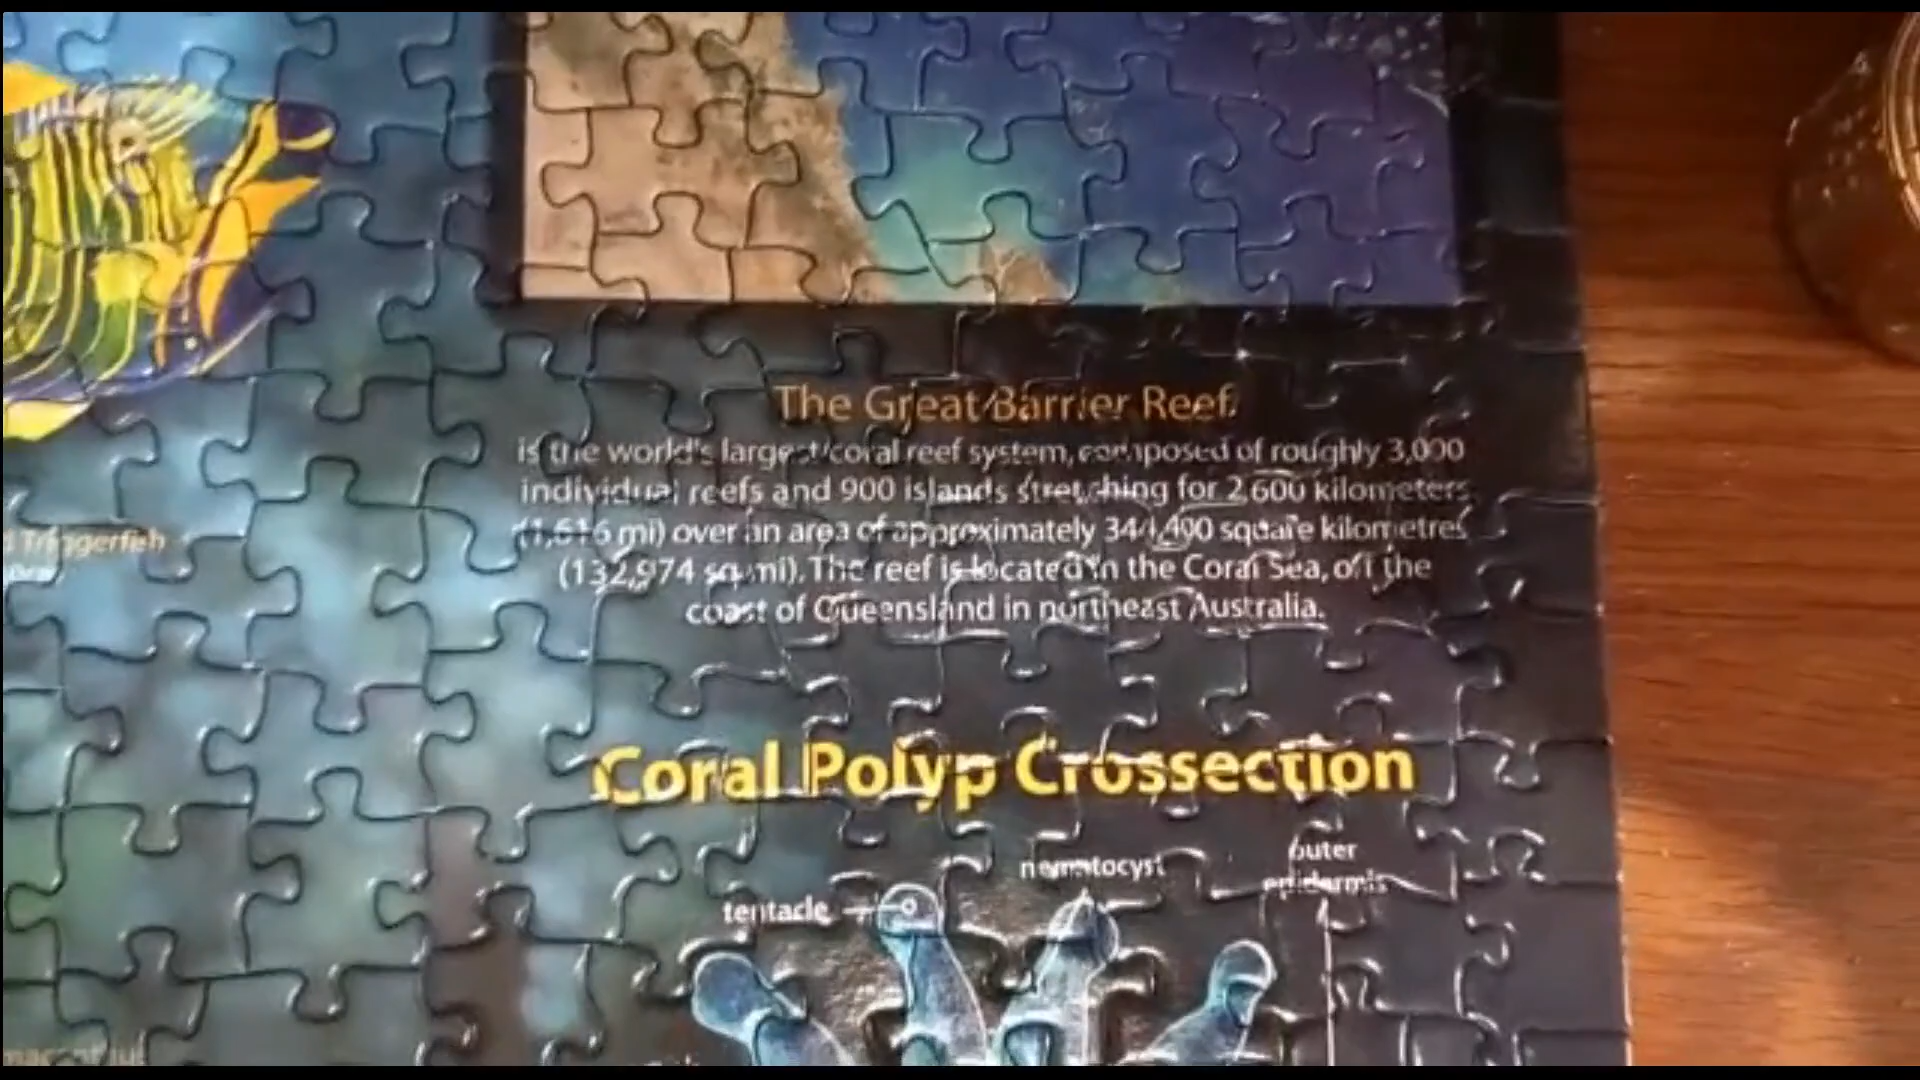 The Great Barrier Reef
is the world's largest coral reef system, composed of roughly 3,000
individual reefs and 900 islands stretching for 2,600 kilometers
(1,616 mi) over an area of approximately 344,400 square kilometres
(132,974 sq mi). The reef is located in the Coral Sea, off the
coast of Queensland in northeast Australia.
Triggerfish
Coral Polyp Crossection
outer
nematocyst
epidermis
tentacle